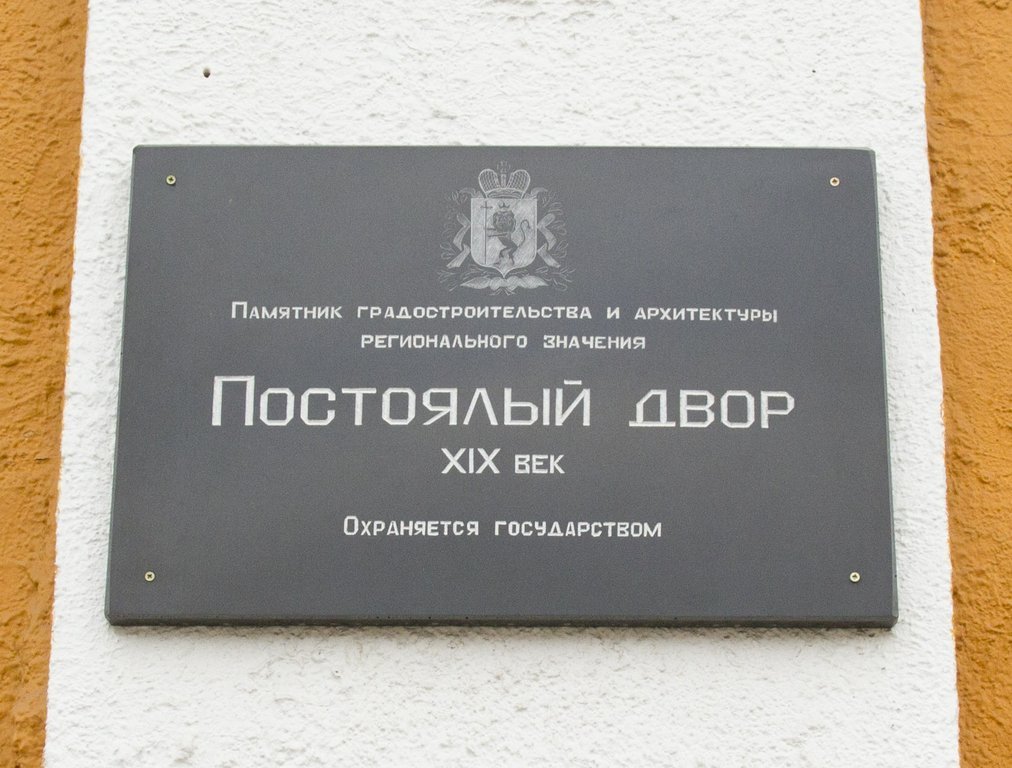 Памятник градостроительства и архитектуры
регионального значения
Постоялый двор
XIX век
Охраняется государством